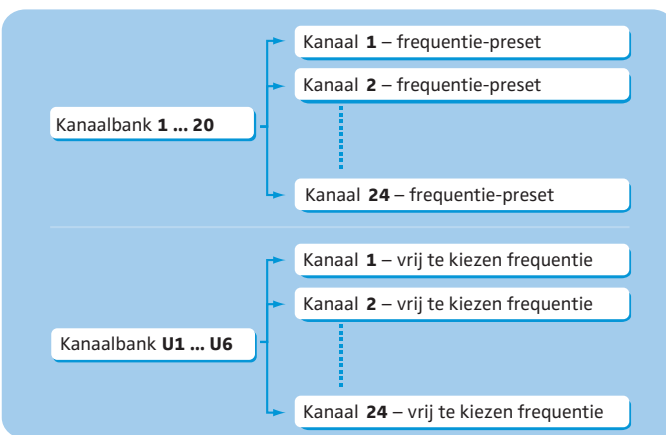 Kanaal 1 – frequentie-preset
Kanaal 2 – frequentie-preset
Kanaalbank 1 ... 20
Kanaal 24 – frequentie-preset
Kanaal 1 – vrij te kiezen frequentie
Kanaal 2 – vrij te kiezen frequentie
Kanaalbank U1 ... U6
Kanaal 24 – vrij te kiezen frequentie